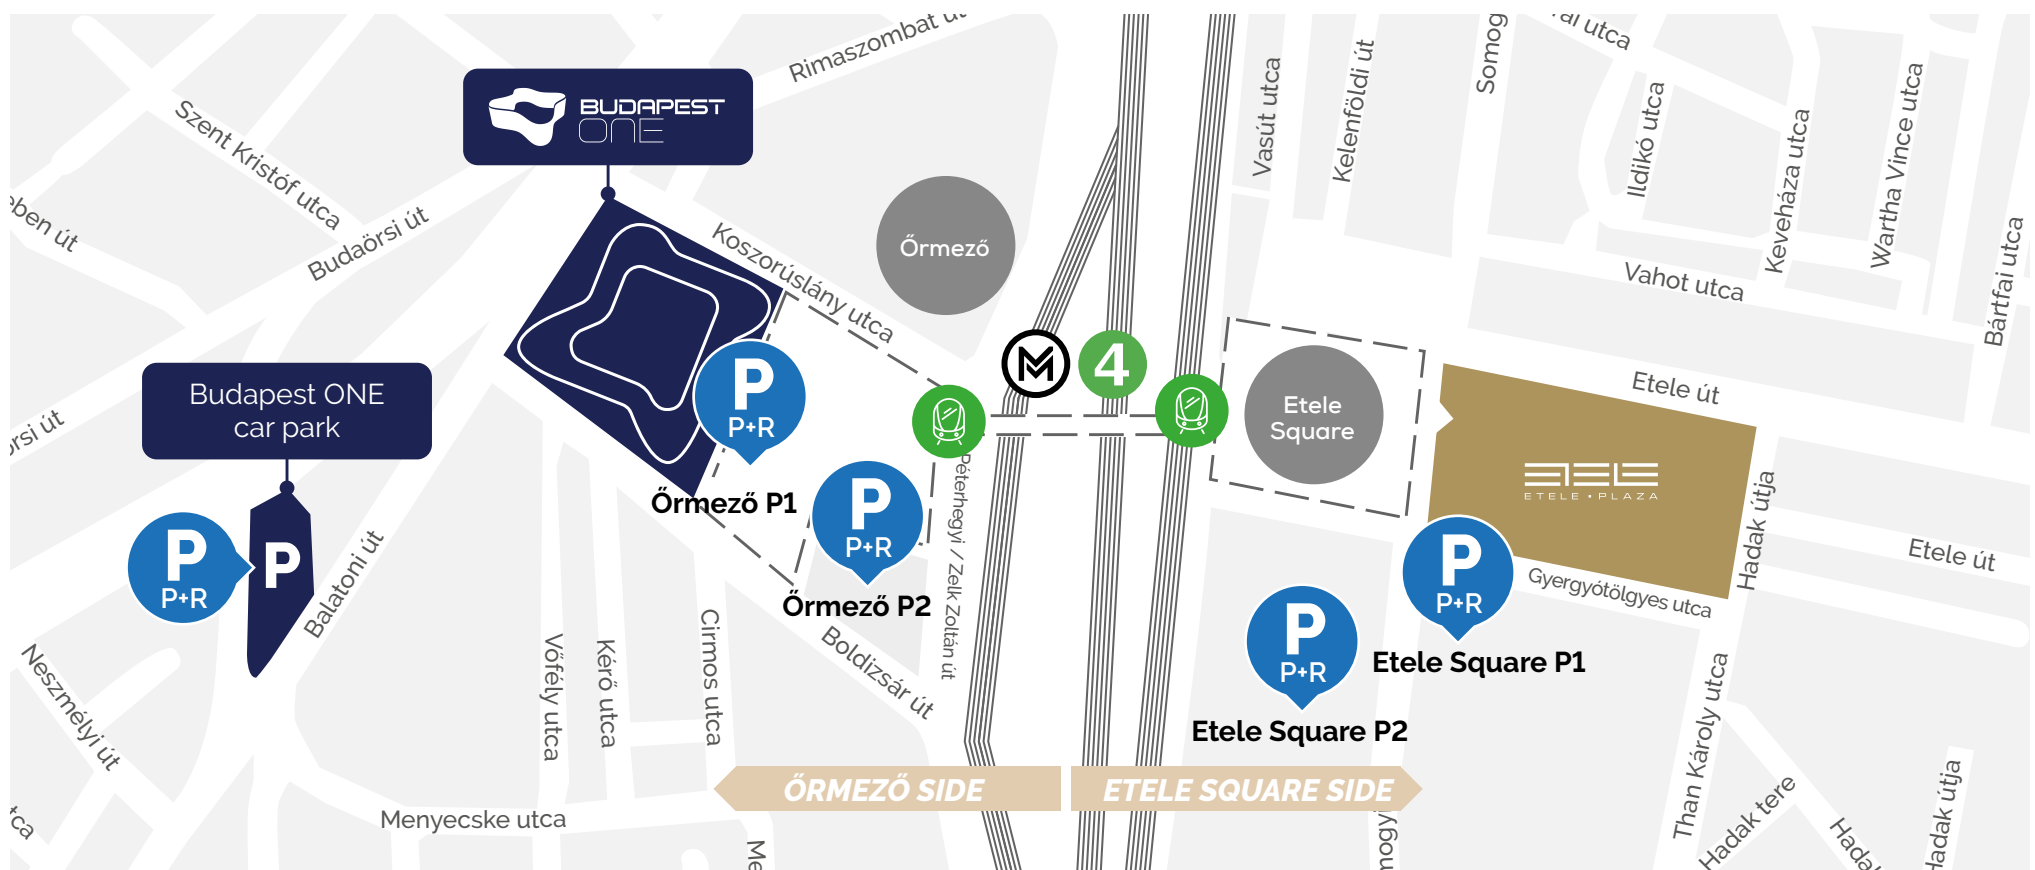 Rimaszombat út
BUDAPEST
ONE
Szent Kristóf utca
Budaörsi út
Koszorúslány utca
Őrmező
Vasút utca
Kelenföldi út
Ildikó utca
Keveháza utca
Wartha Vince utca
Bártfai utca
Vahot utca
Etele út
M
4
Etele
Square
Budapest ONE
car park
P
P+R
Őrmező P1
P
P+R
Őrmező P2
P
P+R
P
Balatoni út
Péterhegyi / Zelk Zoltán út
ETELE
ETELE • PLAZA
Hadak útja
Etele út
Gyergyótölgyes utca
P
P+R
Etele Square P1
P
P+R
Etele Square P2
Neszmélyi út
Vőfély utca
Kérő utca
Cirmos utca
Boldizsár út
Than Károly utca
ŐRMEZŐ SIDE
ETELE SQUARE SIDE
Menyecske utca
Hadak tere
Hadak útja